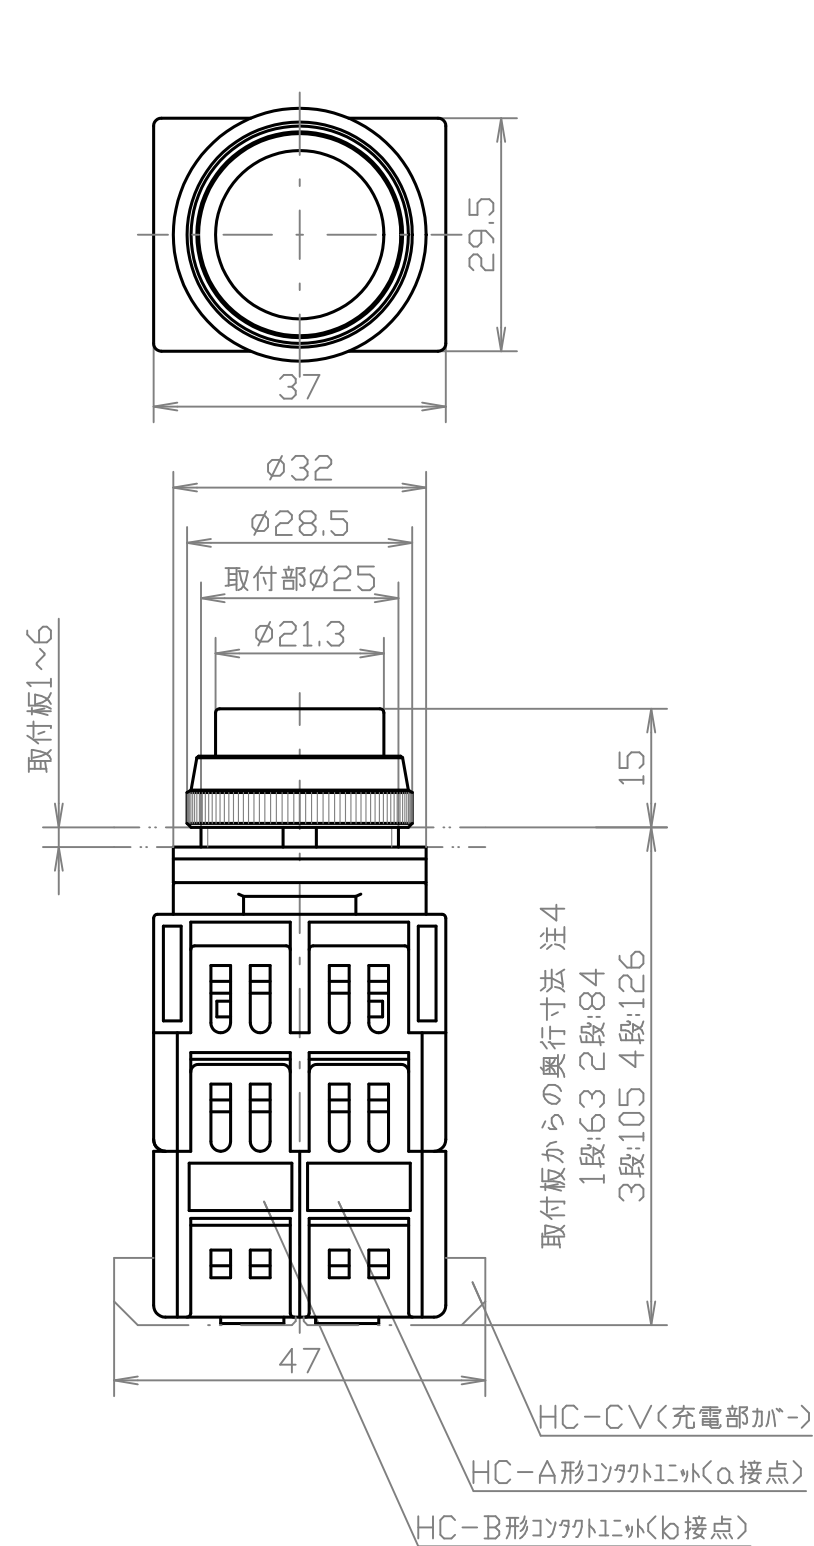 29.5
37
ø32
ø28.5
取付部ø25
ø21.3
取付板1～6
15
取付板からの奥行寸法 注4
1段:63 2段:84
3段:105 4段:126
47
HC-CV(充電部ｶﾊﾞｰ)
HC-A形ｺﾝﾀｸﾄﾕﾆｯﾄ(a接点)
HC-B形ｺﾝﾀｸﾄﾕﾆｯﾄ(b接点)